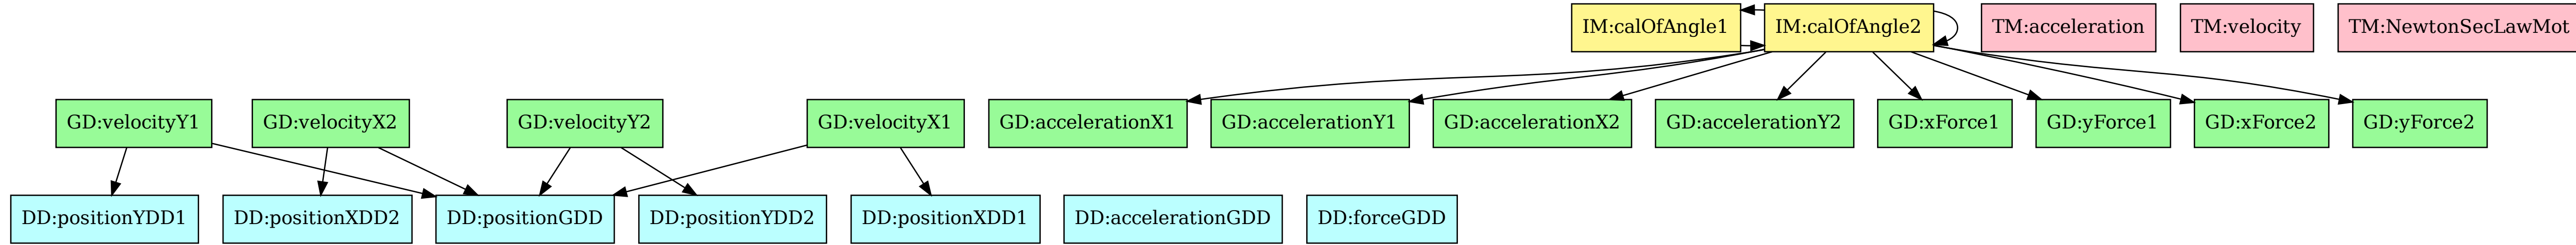 IM:calOfAngle1
IM:calOfAngle2
TM:acceleration
TM:velocity
TM:NewtonSecLawMot
GD:velocityY1
GD:velocityX2
GD:velocityY2
GD:velocityX1
GD:accelerationX1
GD:accelerationY1
GD:accelerationX2
GD:accelerationY2
GD:xForce1
GD:yForce1
GD:xForce2
GD:yForce2
DD:positionYDD1
DD:positionXDD2
DD:positionGDD
DD:positionYDD2
DD:positionXDD1
DD:accelerationGDD
DD:forceGDD